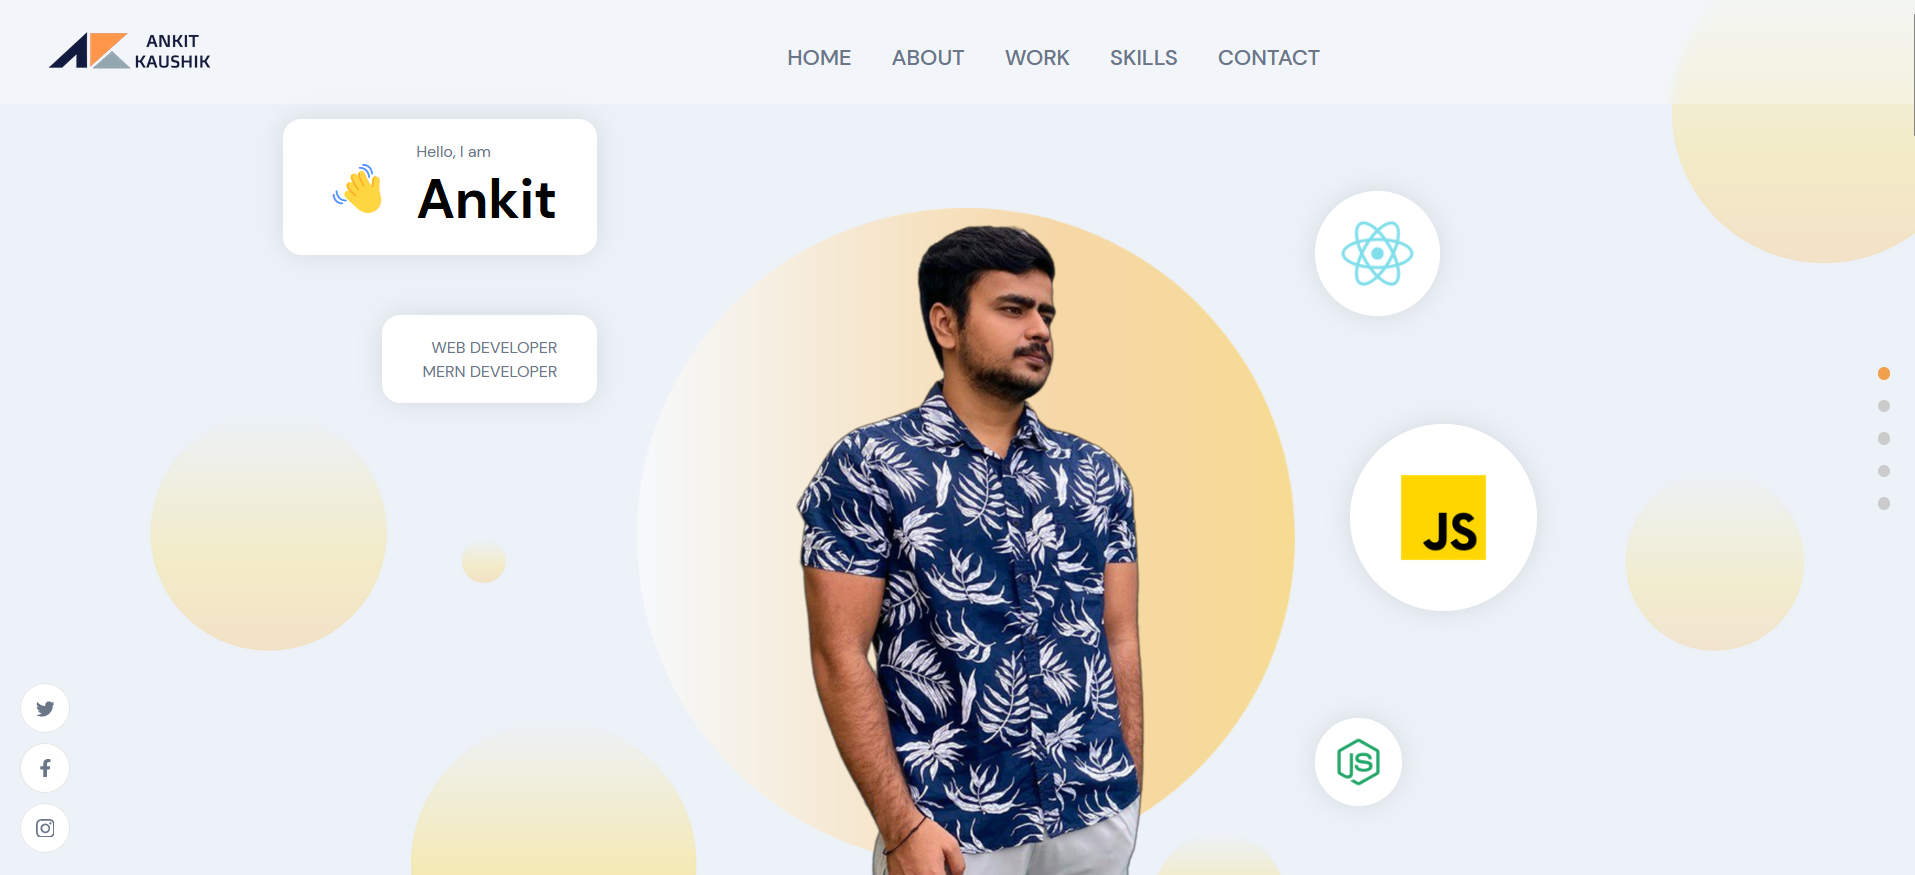 ANKIT
KAUSHIK
HOME
ABOUT
WORK
SKILLS
CONTACT
Hello, I am
Ankit
WEB DEVELOPER
MERN DEVELOPER
JS
JS